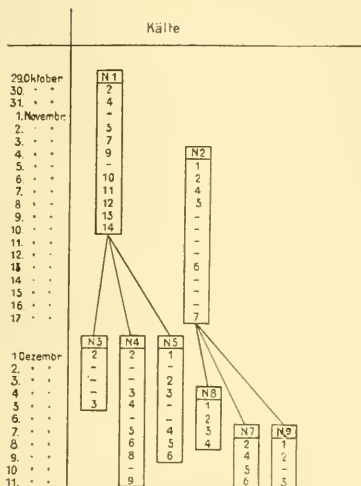 Kälte
29.Oktober N1
30. " " 2
31. " " 4
1.Novembr. -
2. " " 5
3. " " 7
4. " " 9 N2
5. " " - 1
6. " " 10 2
7. " " 11 4
8 " " 12 5
9. " " 13 -
10. " " 14 -
11. " " -
12. " " -
13 " " 6
14 " " -
15 " " -
16. " " -
17 " " 7
N3 N4 N5
1 Dezembr 2 2 1
2. " " - - -
3. " " - - 2
4 " " - 3 3 N8
5. " " 3 4 - 1
6. " " - - 2
7. " " 5 4 3 N7 N9
8. " " 6 5 4 2 1
9. " " 8 6 4 2
10 " " - 5 -
11. " " 9 6 3